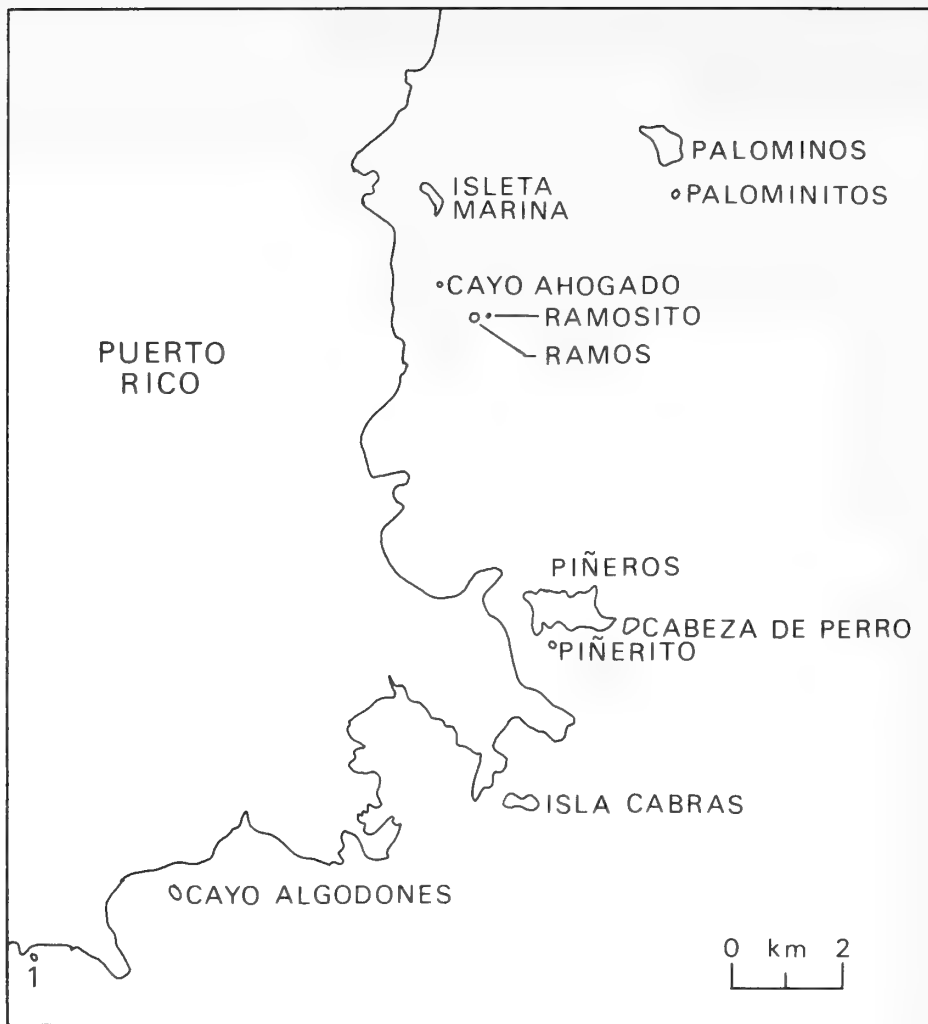 PALOMINOS
PALOMINITOS
ISLETA
MARINA
CAYO AHOGADO
RAMOSITO
RAMOS
PUERTO
RICO
PIÑEROS
CABEZA DE PERRO
PIÑERITO
ISLA CABRAS
CAYO ALGODONES
1
0 km 2